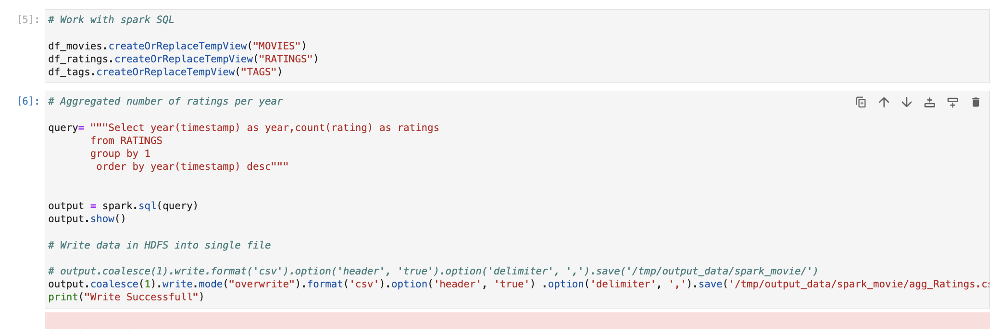 [5]: # Work with spark SQL
df_movies.createOrReplaceTempView("MOVIES")
df_ratings.createOrReplaceTempView("RATINGS")
df_tags.createOrReplaceTempView("TAGS")
[6]: # Aggregated number of ratings per year
query= """Select year(timestamp) as year,count(rating) as ratings
from RATINGS
group by 1
order by year(timestamp) desc"""
output = spark.sql(query)
output.show()
# Write data in HDFS into single file
# output.coalesce(1).write.format('csv').option('header', 'true').option('delimiter', ',').save('/tmp/output_data/spark_movie/')
output.coalesce(1).write.mode("overwrite").format('csv').option('header', 'true') .option('delimiter', ',').save('/tmp/output_data/spark_movie/agg_Ratings.cs
print("Write Successfull")